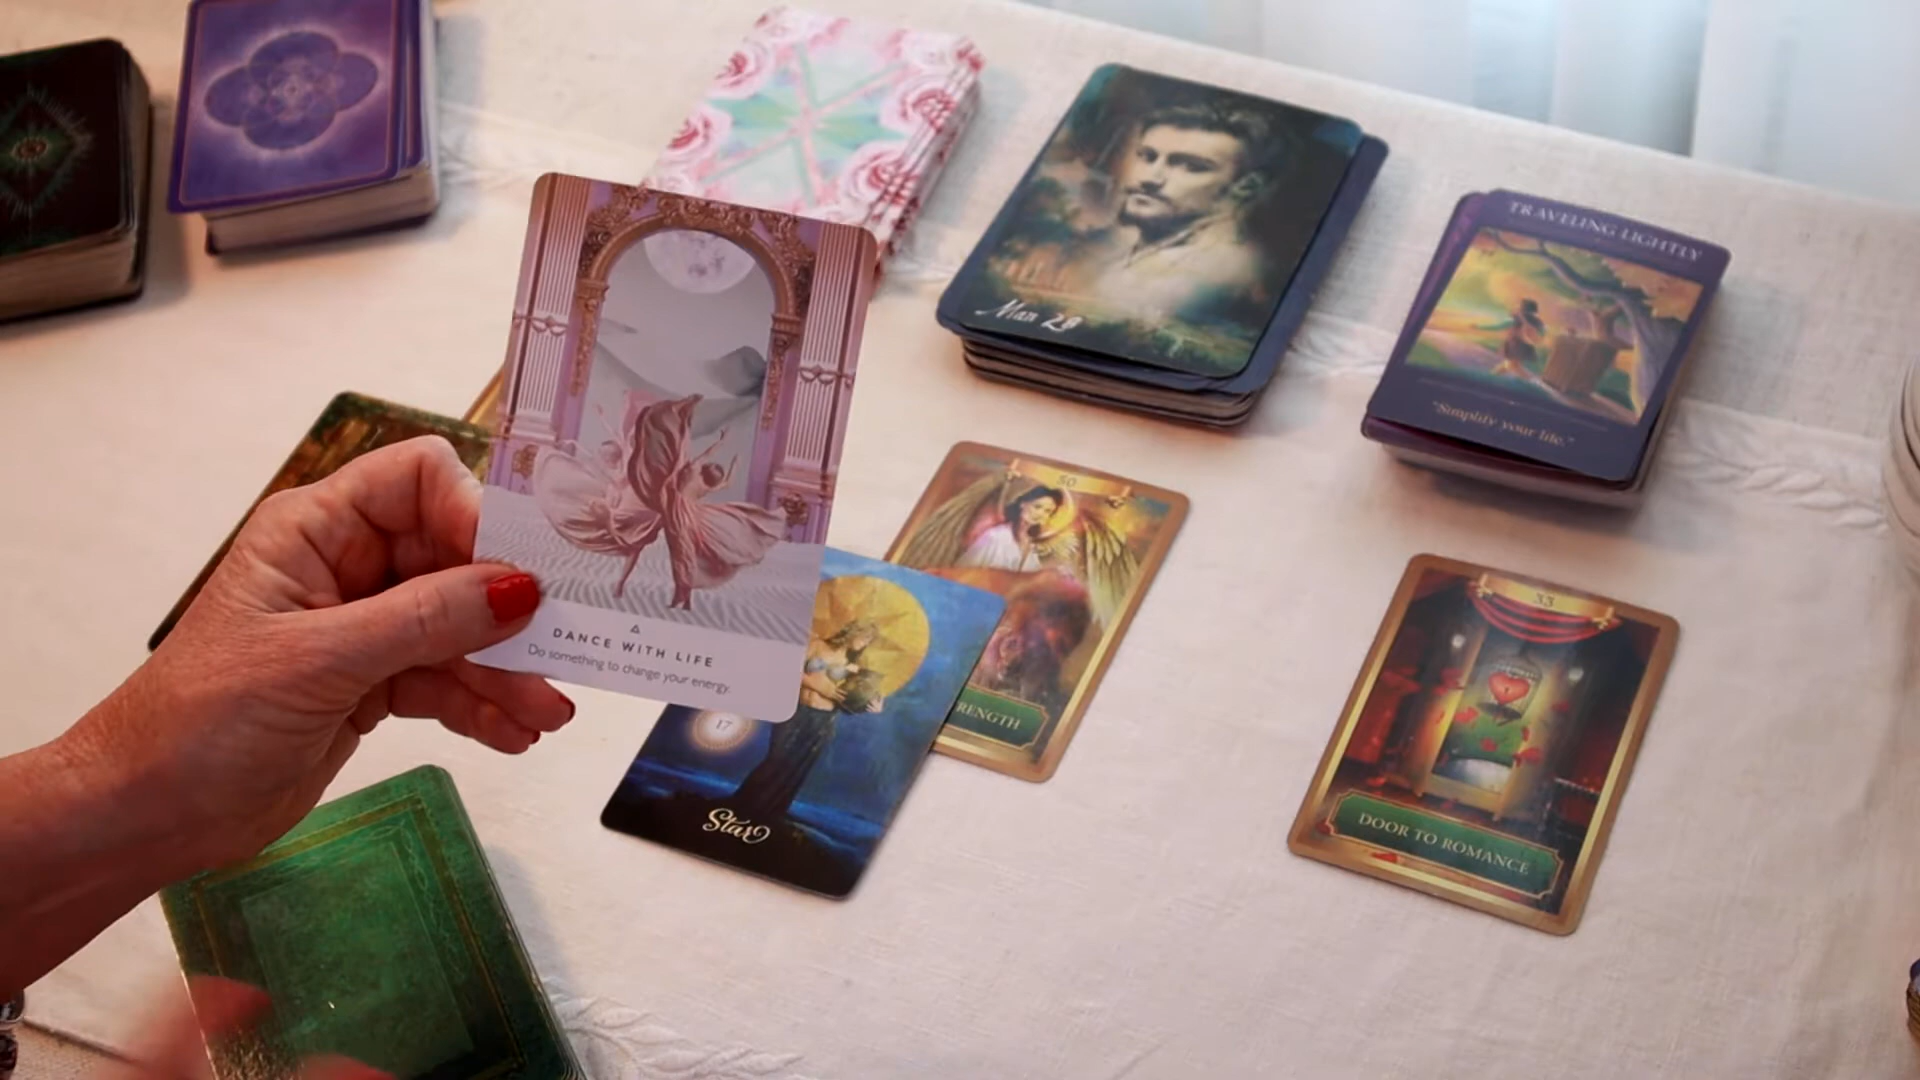 TRAVELING LIGHTLY
"Simplify your life."
Man 29
50
33
DANCE WITH LIFE
Do something to change your energy.
17
RENGTH
Star
DOOR TO ROMANCE